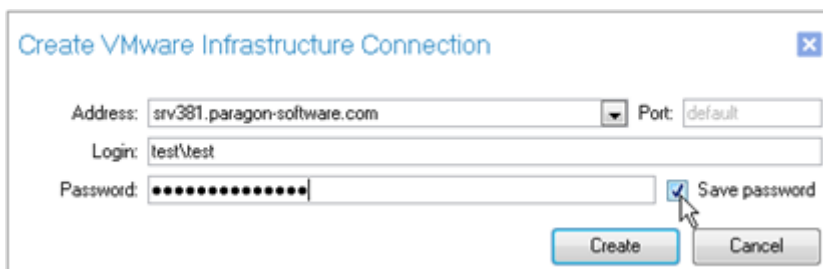 Create VMware Infrastructure Connection
Address: srv381.paragon-software.com Port: default
Login: test\test
Password: ●●●●●●●●●●●●●● Save password
Create Cancel